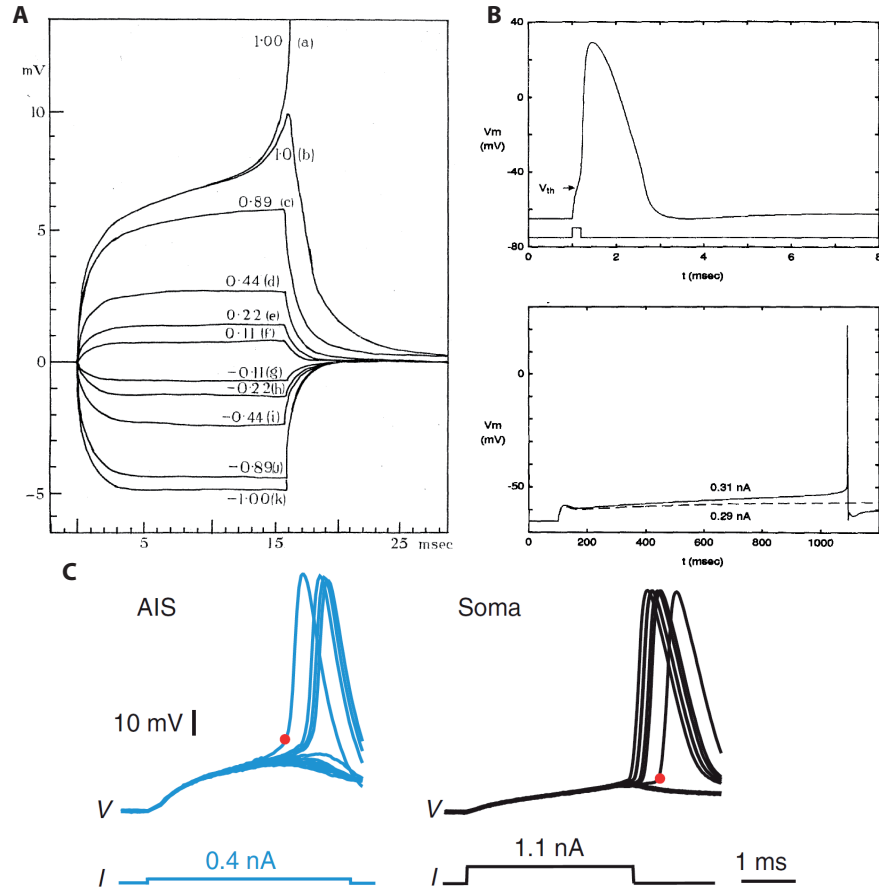 A
mV
10
5
0
-5
1·00 (a)
1·0 (b)
0·89 (c)
0·44 (d)
0·22 (e)
0·11 (f)
-0·11 (g)
-0·22 (h)
-0·44 (i)
-0·89 (j)
-1·00 (k)
5
15
25
msec
B
40
0
-40
-80
Vm
(mV)
Vth
0
2
4
6
8
t (msec)
0
-50
Vm
(mV)
0.31 nA
0.29 nA
0
200
400
600
800
1000
t (msec)
C
AIS
10 mV
V
I
0.4 nA
Soma
V
I
1.1 nA
1 ms